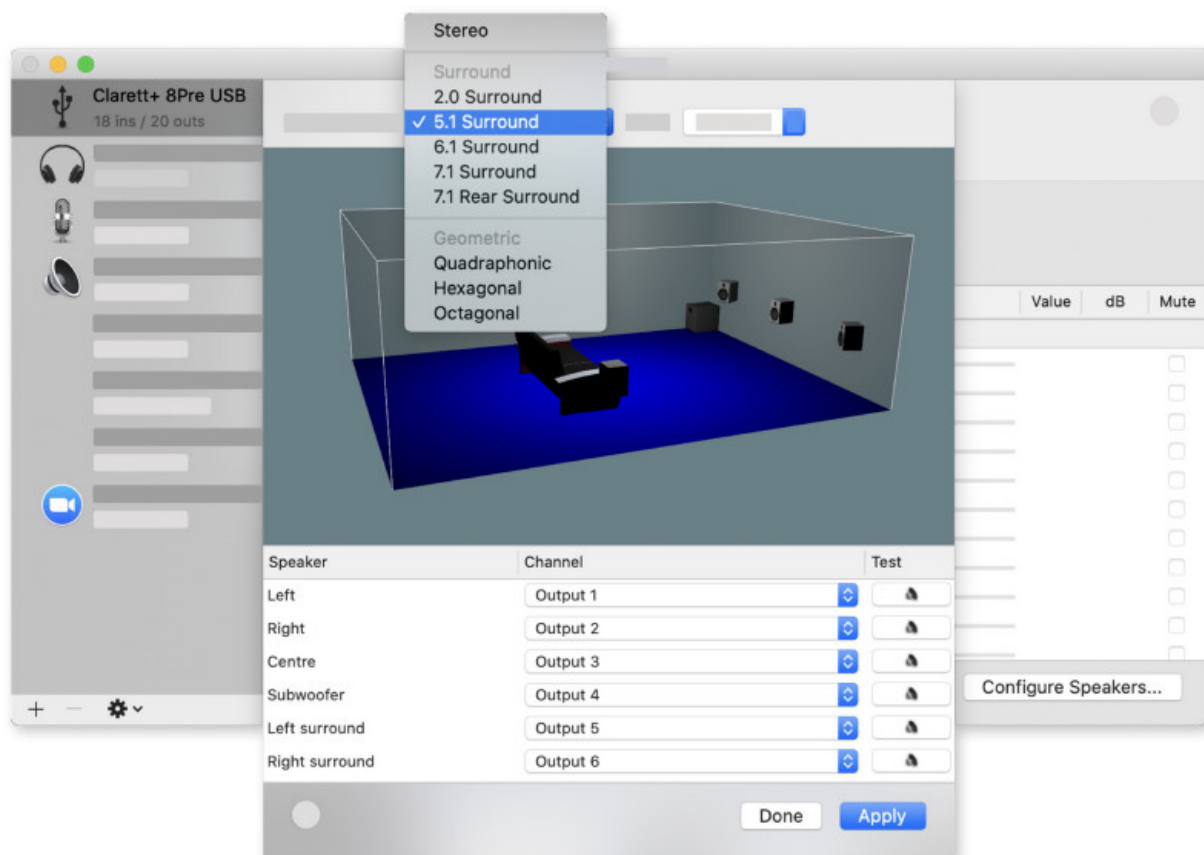 Stereo
Surround
2.0 Surround
✓ 5.1 Surround
6.1 Surround
7.1 Surround
7.1 Rear Surround
Geometric
Quadraphonic
Hexagonal
Octagonal
Clarett+ 8Pre USB
18 ins / 20 outs
Value dB Mute
Speaker Channel Test
Left Output 1
Right Output 2
Centre Output 3
Subwoofer Output 4
Left surround Output 5
Right surround Output 6
Configure Speakers...
Done Apply